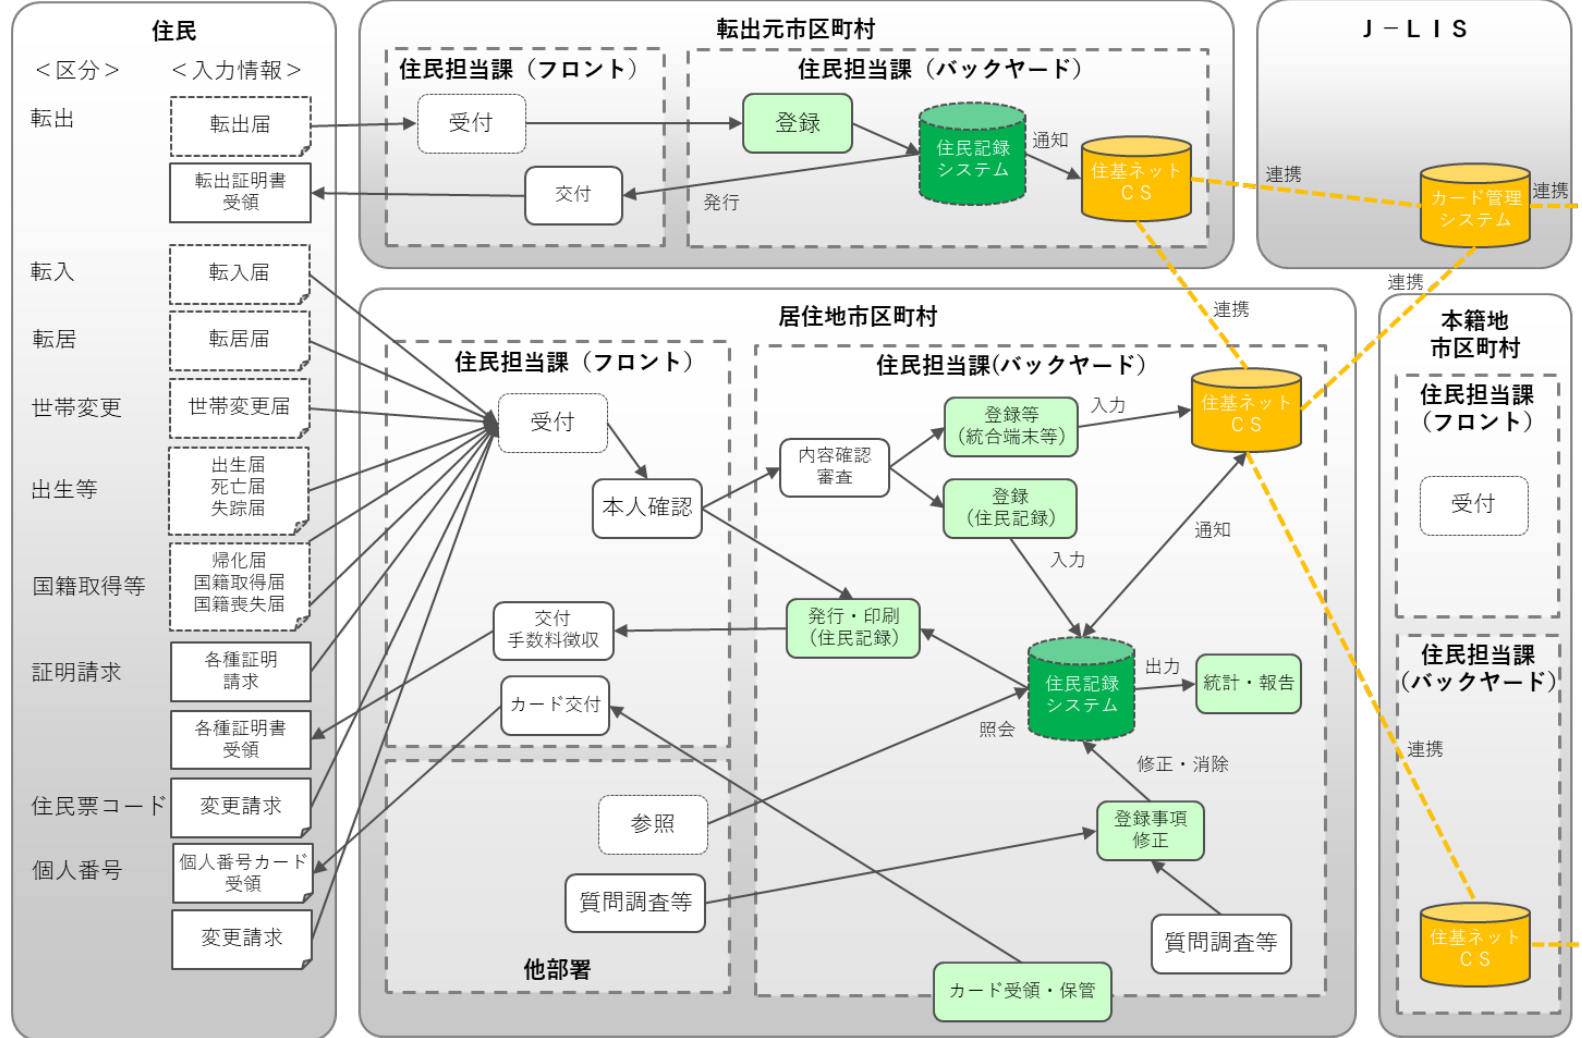 住民
＜区分＞
＜入力情報＞
転出
転出届
転出証明書
受領
転入
転入届
転居
転居届
世帯変更
世帯変更届
出生等
出生届
死亡届
失踪届
国籍取得等
帰化届
国籍取得届
国籍喪失届
証明請求
各種証明
請求
各種証明書
受領
住民票コード
変更請求
個人番号
個人番号カード
受領
変更請求
転出元市区町村
住民担当課（フロント）
受付
交付
住民担当課（バックヤード）
登録
住民記録
システム
通知
発行
住基ネット
ＣＳ
連携
Ｊ－ＬＩＳ
カード管理
システム
連携
連携
連携
居住地市区町村
住民担当課（フロント）
受付
本人確認
交付
手数料徴収
カード交付
他部署
参照
質問調査等
住民担当課(バックヤード）
内容確認
審査
登録等
(統合端末等)
入力
登録
(住民記録)
入力
住基ネット
ＣＳ
通知
発行・印刷
(住民記録)
住民記録
システム
出力
統計・報告
照会
修正・消除
登録事項
修正
質問調査等
カード受領・保管
連携
本籍地
市区町村
住民担当課
（フロント）
受付
住民担当課
（バックヤード）
住基ネット
ＣＳ